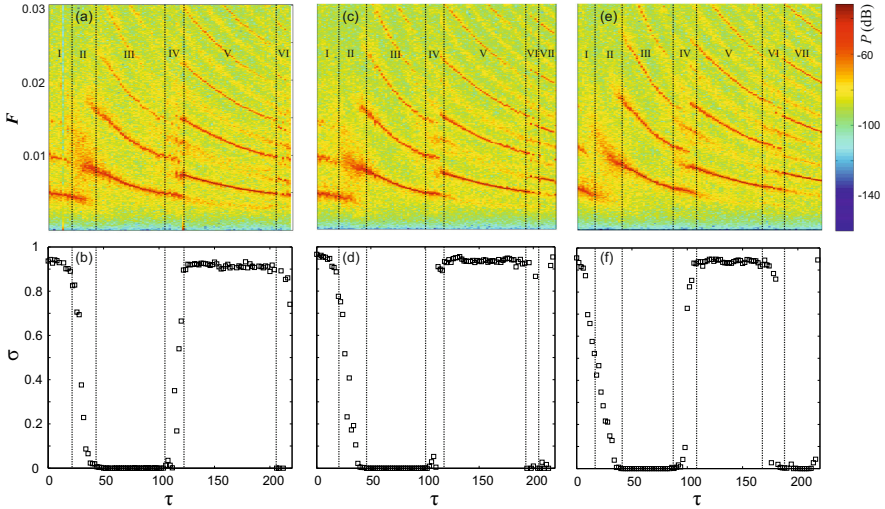 0.03
0.02
0.01
F
(a)
I
II
III
IV
V
VI
(c)
I
II
III
IV
V
VI
VII
(e)
I
II
III
IV
V
VI
VII
P (dB)
-60
-100
-140
1
0.8
0.6
0.4
0.2
0
σ
(b)
(d)
(f)
0
50
100
150
200
τ
0
50
100
150
200
τ
0
50
100
150
200
τ